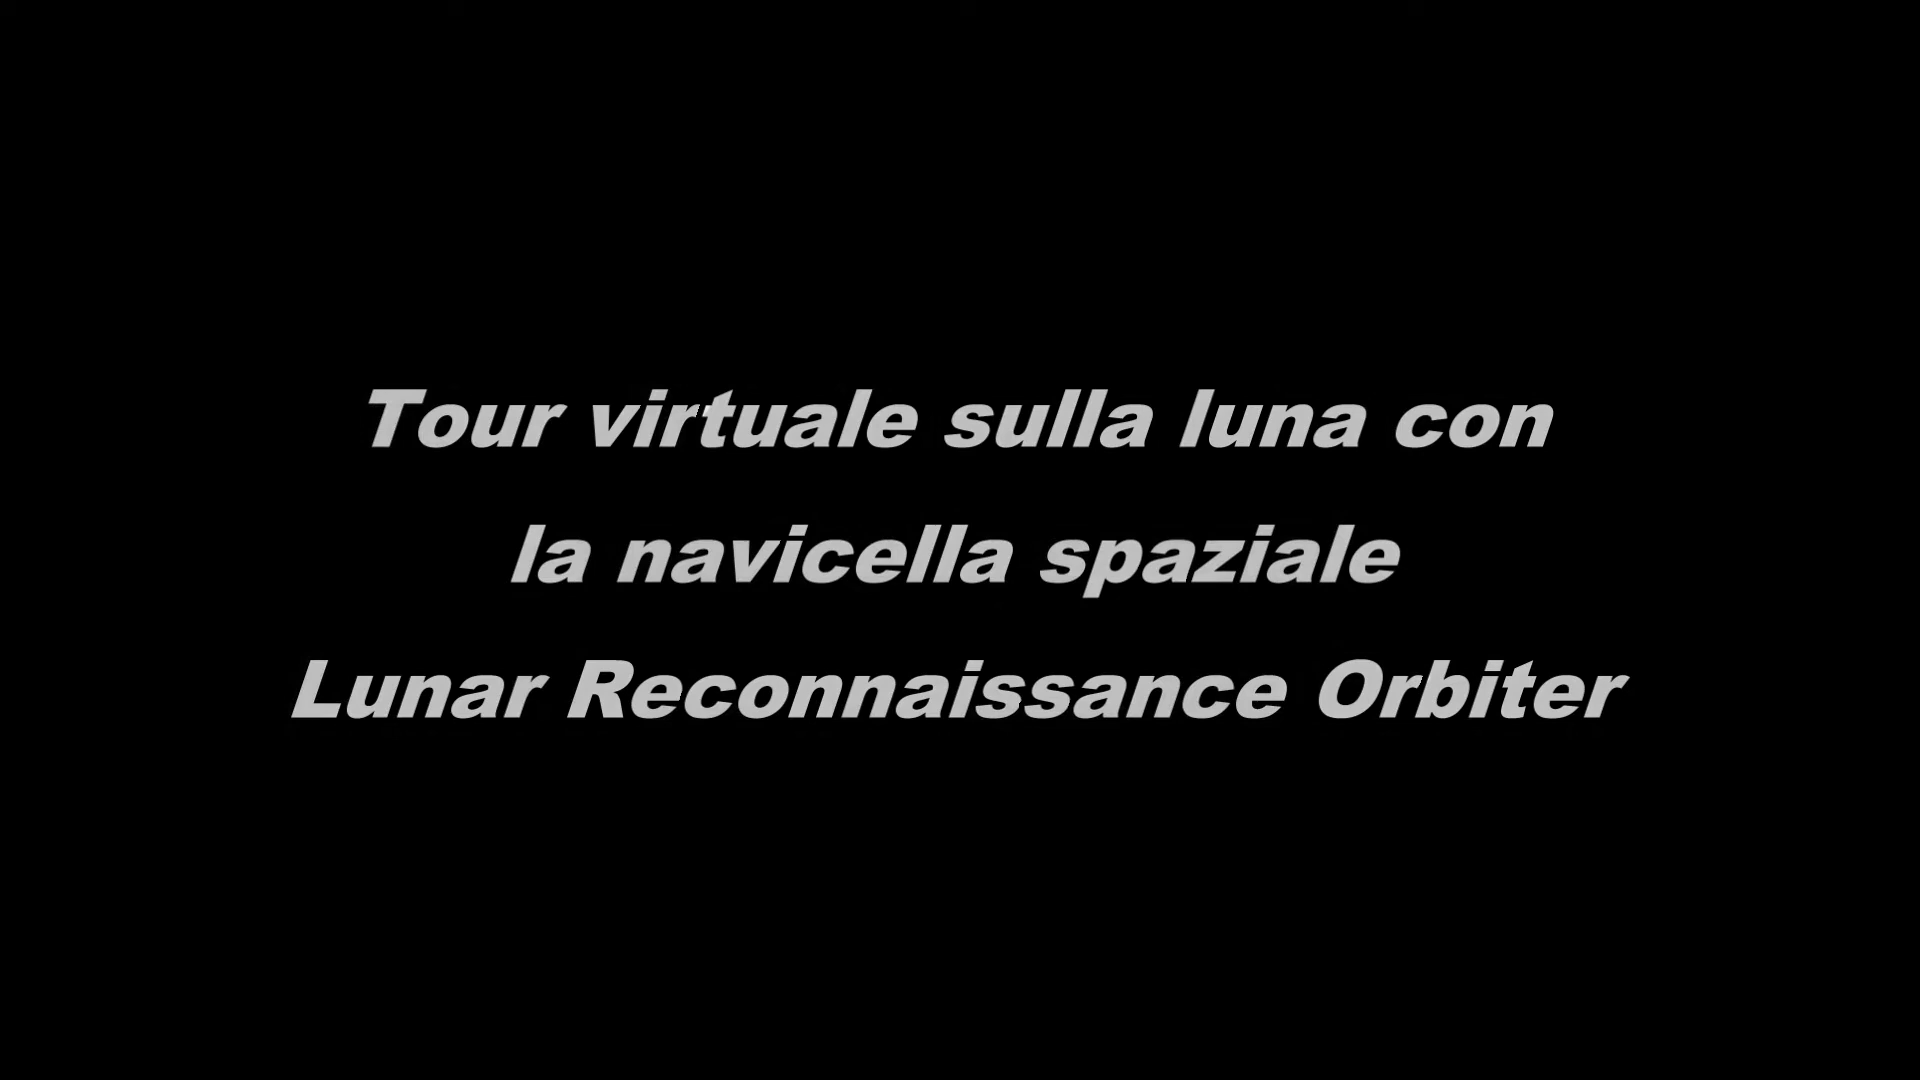 Tour virtuale sulla luna con
la navicella spaziale
Lunar Reconnaissance Orbiter